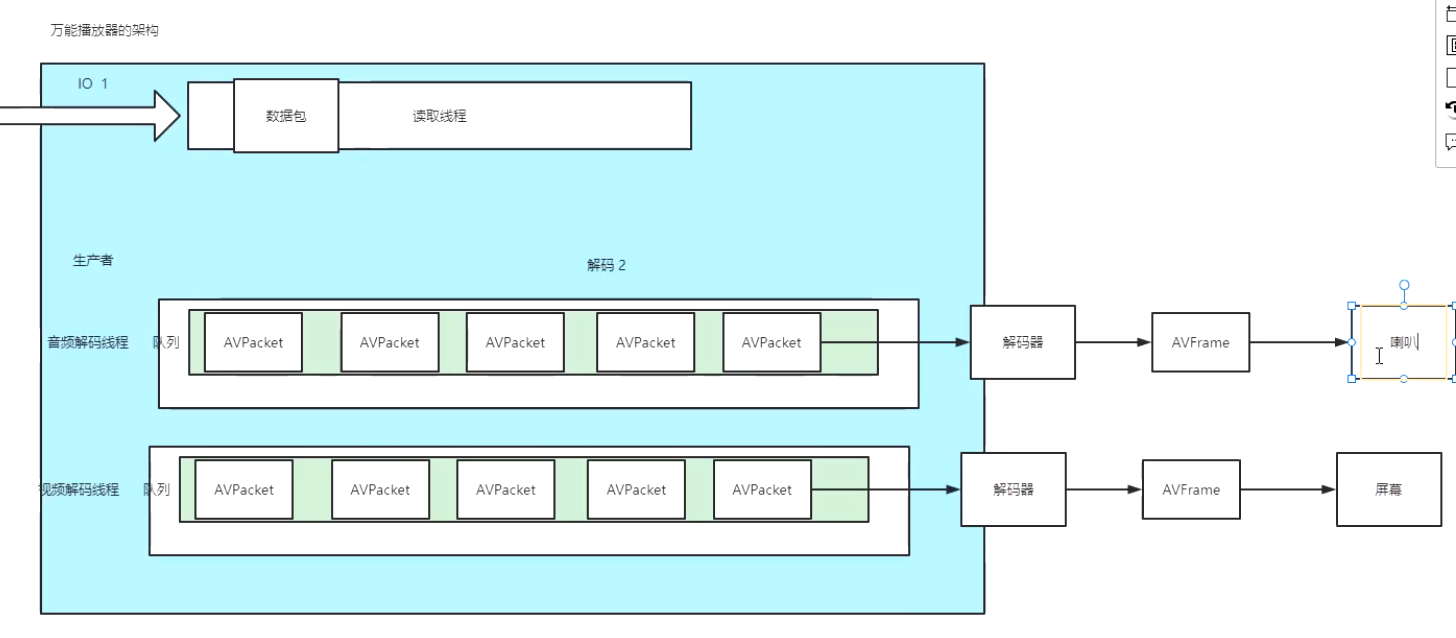 万能播放器的架构
IO 1
数据包
读取线程
生产者
解码 2
音频解码线程
队列
AVPacket
AVPacket
AVPacket
AVPacket
AVPacket
解码器
AVFrame
喇叭
视频解码线程
队列
AVPacket
AVPacket
AVPacket
AVPacket
AVPacket
解码器
AVFrame
屏幕